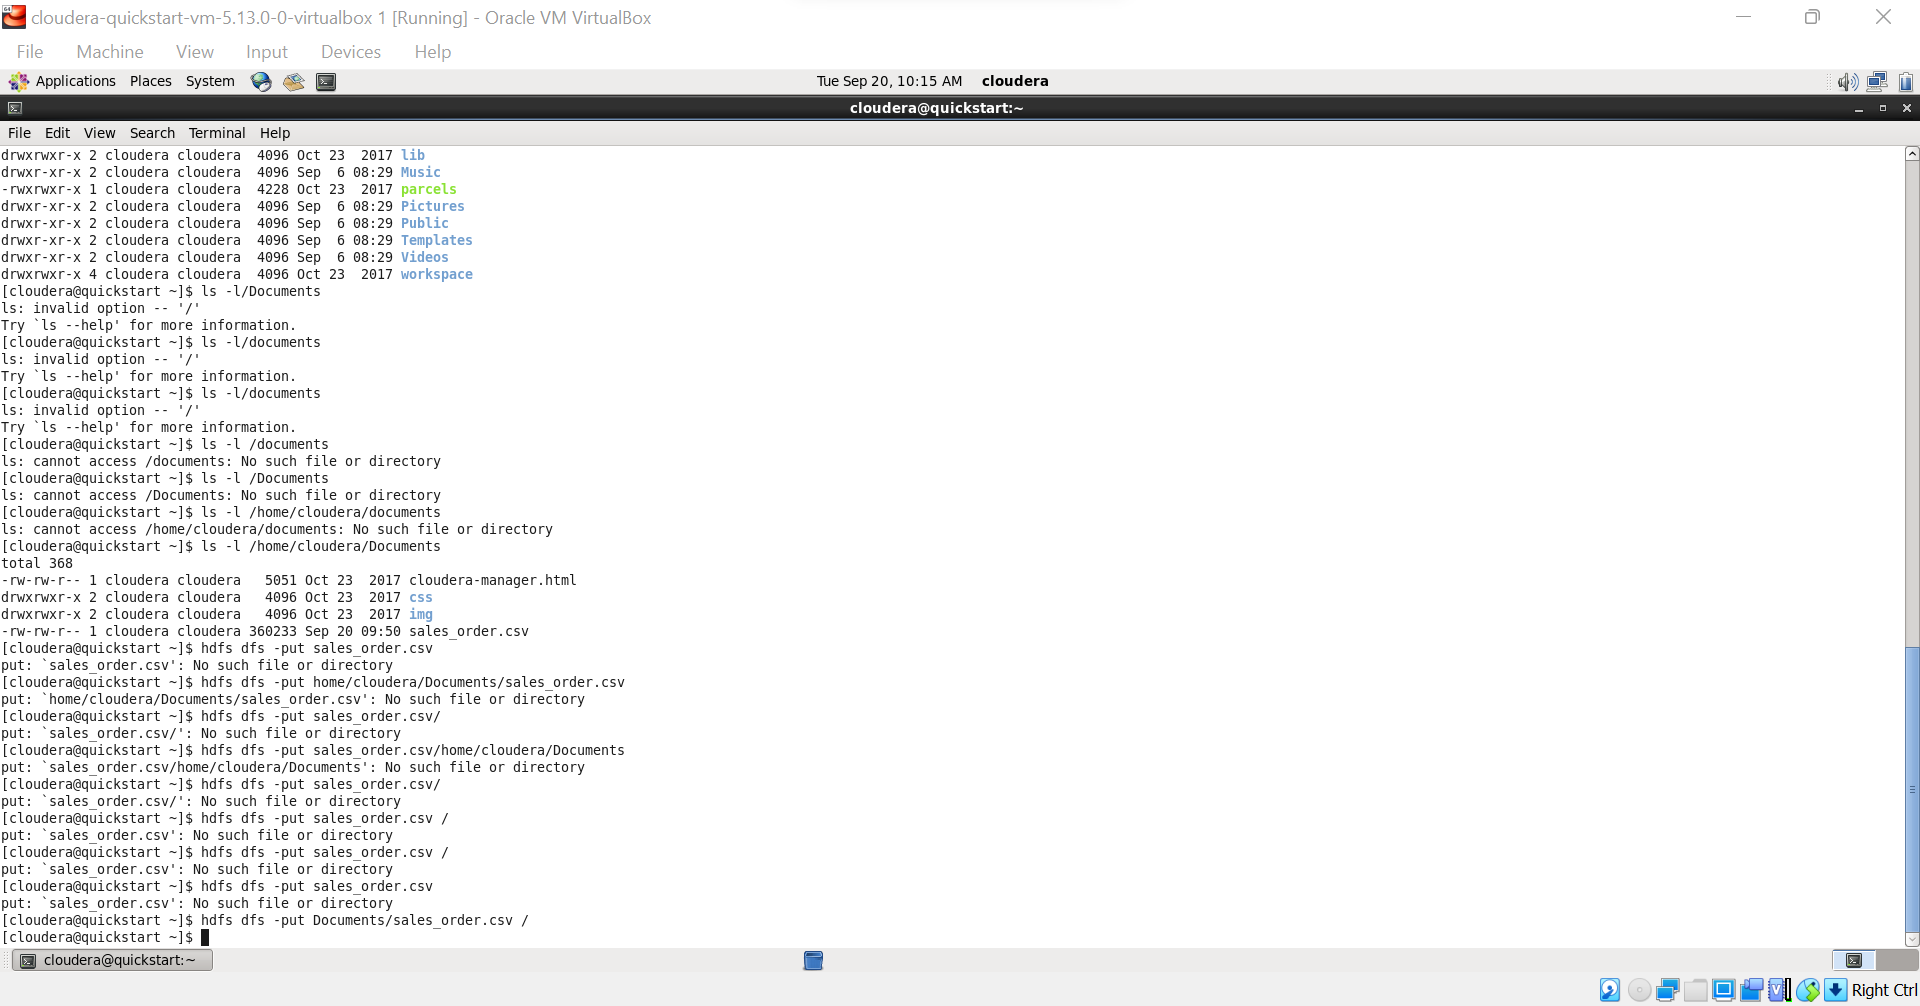 cloudera-quickstart-vm-5.13.0-0-virtualbox 1 [Running] - Oracle VM VirtualBox
File Machine View Input Devices Help
Applications Places System Tue Sep 20, 10:15 AM cloudera
cloudera@quickstart:~
File Edit View Search Terminal Help
drwxrwxr-x 2 cloudera cloudera  4096 Oct 23  2017 lib
drwxr-xr-x 2 cloudera cloudera  4096 Sep  6 08:29 Music
-rwxrwxr-x 1 cloudera cloudera  4228 Oct 23  2017 parcels
drwxr-xr-x 2 cloudera cloudera  4096 Sep  6 08:29 Pictures
drwxr-xr-x 2 cloudera cloudera  4096 Sep  6 08:29 Public
drwxr-xr-x 2 cloudera cloudera  4096 Sep  6 08:29 Templates
drwxr-xr-x 2 cloudera cloudera  4096 Sep  6 08:29 Videos
drwxrwxr-x 4 cloudera cloudera  4096 Oct 23  2017 workspace
[cloudera@quickstart ~]$ ls -l/Documents
ls: invalid option -- '/'
Try `ls --help' for more information.
[cloudera@quickstart ~]$ ls -l/documents
ls: invalid option -- '/'
Try `ls --help' for more information.
[cloudera@quickstart ~]$ ls -l/documents
ls: invalid option -- '/'
Try `ls --help' for more information.
[cloudera@quickstart ~]$ ls -l /documents
ls: cannot access /documents: No such file or directory
[cloudera@quickstart ~]$ ls -l /Documents
ls: cannot access /Documents: No such file or directory
[cloudera@quickstart ~]$ ls -l /home/cloudera/documents
ls: cannot access /home/cloudera/documents: No such file or directory
[cloudera@quickstart ~]$ ls -l /home/cloudera/Documents
total 368
-rw-rw-r-- 1 cloudera cloudera   5051 Oct 23  2017 cloudera-manager.html
drwxrwxr-x 2 cloudera cloudera   4096 Oct 23  2017 css
drwxrwxr-x 2 cloudera cloudera   4096 Oct 23  2017 img
-rw-rw-r-- 1 cloudera cloudera 360233 Sep 20 09:50 sales_order.csv
[cloudera@quickstart ~]$ hdfs dfs -put sales_order.csv
put: `sales_order.csv': No such file or directory
[cloudera@quickstart ~]$ hdfs dfs -put home/cloudera/Documents/sales_order.csv
put: `home/cloudera/Documents/sales_order.csv': No such file or directory
[cloudera@quickstart ~]$ hdfs dfs -put sales_order.csv/
put: `sales_order.csv/': No such file or directory
[cloudera@quickstart ~]$ hdfs dfs -put sales_order.csv/home/cloudera/Documents
put: `sales_order.csv/home/cloudera/Documents': No such file or directory
[cloudera@quickstart ~]$ hdfs dfs -put sales_order.csv/
put: `sales_order.csv/': No such file or directory
[cloudera@quickstart ~]$ hdfs dfs -put sales_order.csv /
put: `sales_order.csv': No such file or directory
[cloudera@quickstart ~]$ hdfs dfs -put sales_order.csv /
put: `sales_order.csv': No such file or directory
[cloudera@quickstart ~]$ hdfs dfs -put sales_order.csv
put: `sales_order.csv': No such file or directory
[cloudera@quickstart ~]$ hdfs dfs -put Documents/sales_order.csv /
[cloudera@quickstart ~]$
cloudera@quickstart:~
Right Ctrl